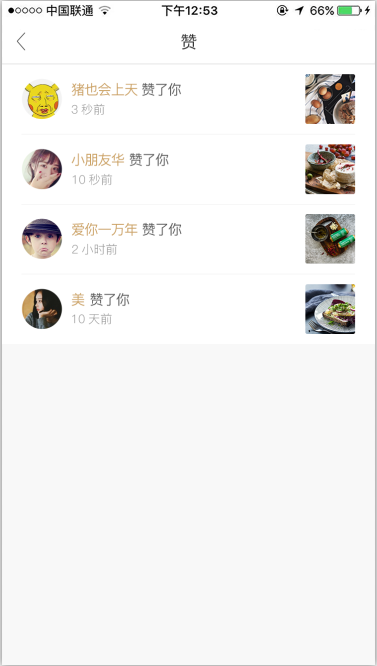 中国联通 下午12:53 66%
赞
猪也会上天 赞了你
3 秒前
小朋友华 赞了你
10 秒前
爱你一万年 赞了你
2 小时前
美 赞了你
10 天前